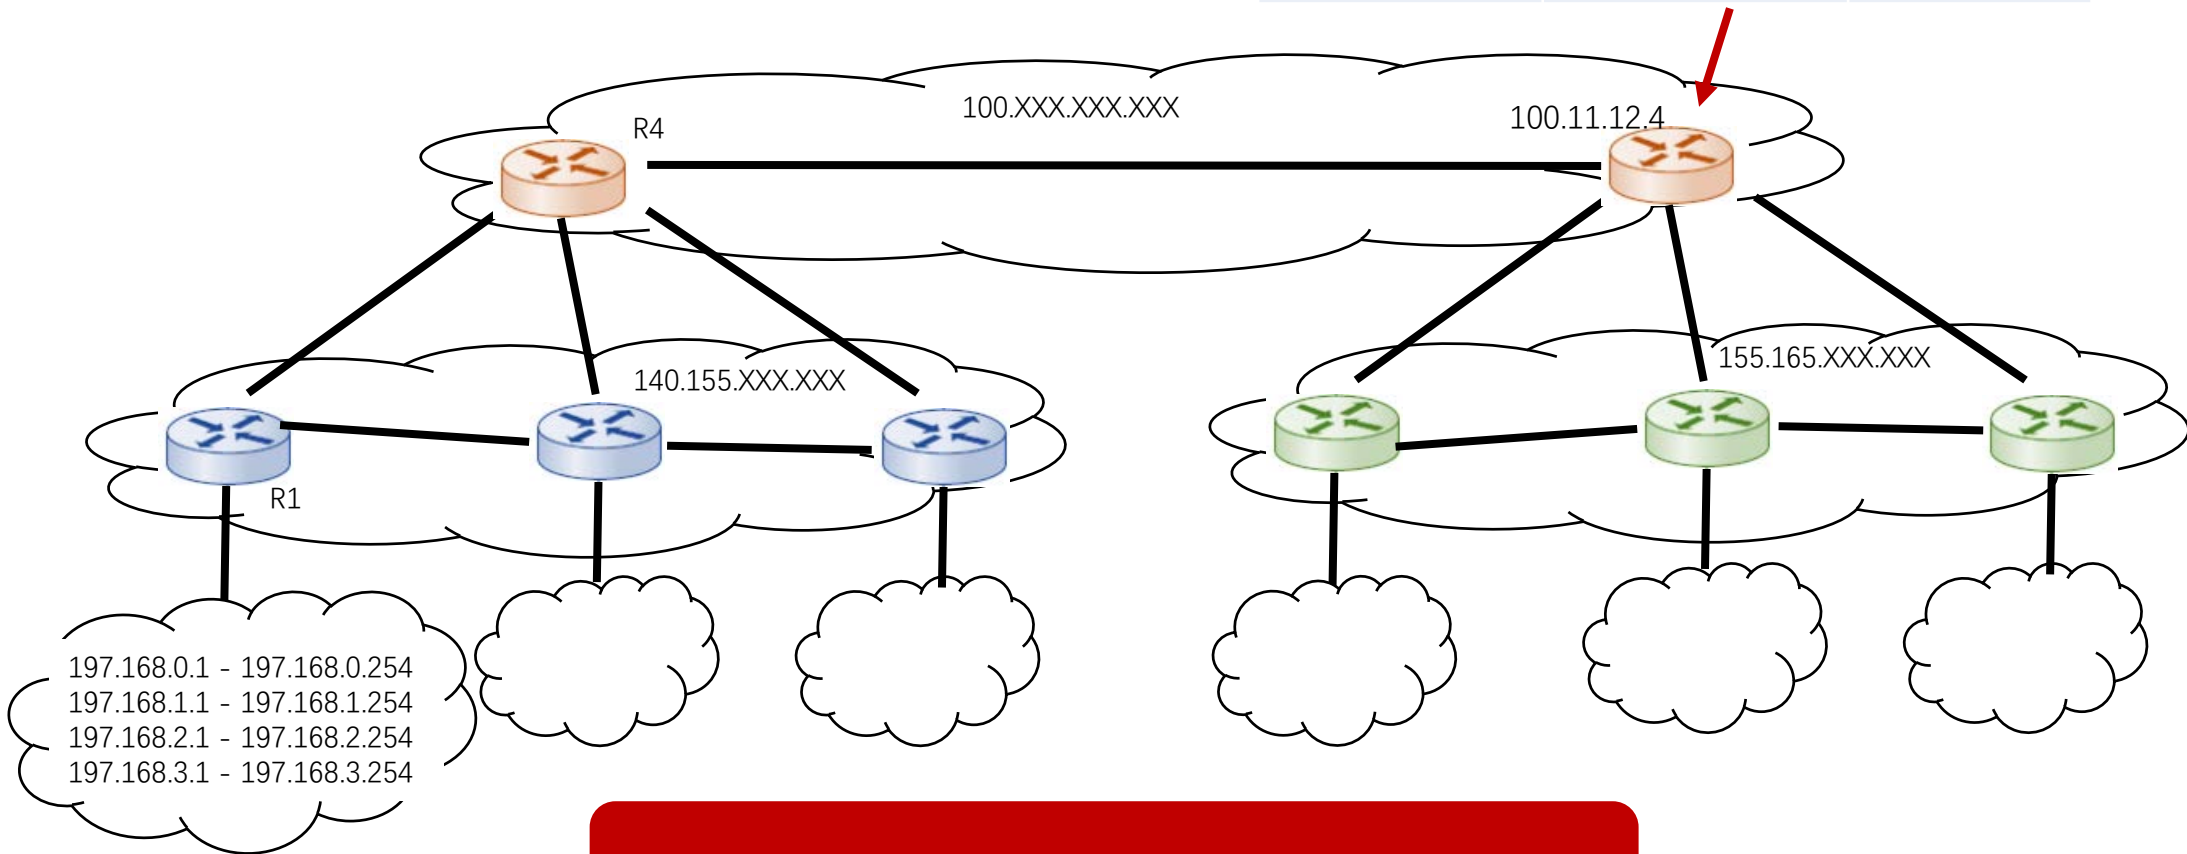 100.XXX.XXX.XXX
100.11.12.4
R4
140.155.XXX.XXX
155.165.XXX.XXX
R1
197.168.0.1 - 197.168.0.254
197.168.1.1 - 197.168.1.254
197.168.2.1 - 197.168.2.254
197.168.3.1 - 197.168.3.254